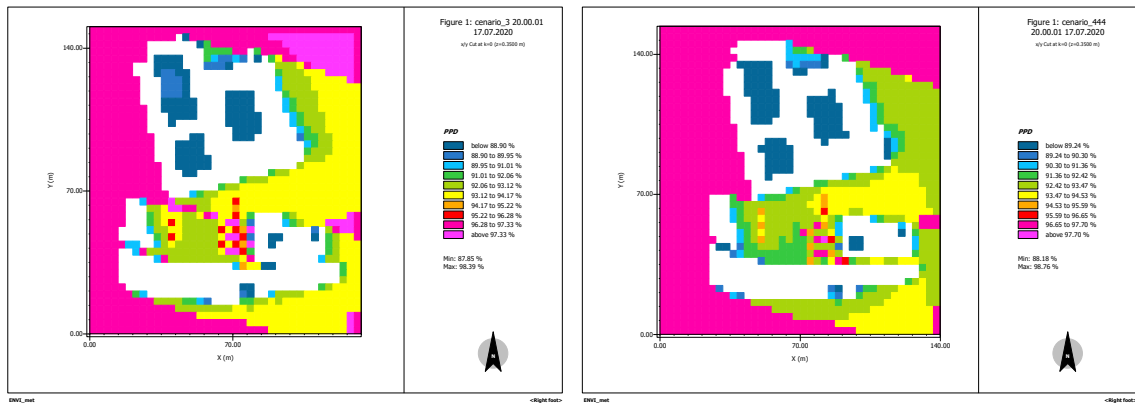 Figure 1: cenario_3 20.00.01
17.07.2020
x/y Cut at k=0 (z=0.3500 m)
140.00
Y (m)
70.00
0.00
0.00
70.00
X (m)
PPD
below 88.90 %
88.90 to 89.95 %
89.95 to 91.01 %
91.01 to 92.06 %
92.06 to 93.12 %
93.12 to 94.17 %
94.17 to 95.22 %
95.22 to 96.28 %
96.28 to 97.33 %
above 97.33 %
Min: 87.85 %
Max: 98.39 %
N
ENVI_met
<Right foot>
Figure 1: cenario_444
20.00.01 17.07.2020
x/y Cut at k=0 (z=0.3500 m)
140.00
Y (m)
70.00
0.00
0.00
70.00
140.00
X (m)
PPD
below 89.24 %
89.24 to 90.30 %
90.30 to 91.36 %
91.36 to 92.42 %
92.42 to 93.47 %
93.47 to 94.53 %
94.53 to 95.59 %
95.59 to 96.65 %
96.65 to 97.70 %
above 97.70 %
Min: 88.18 %
Max: 98.76 %
N
ENVI_met
<Right foot>